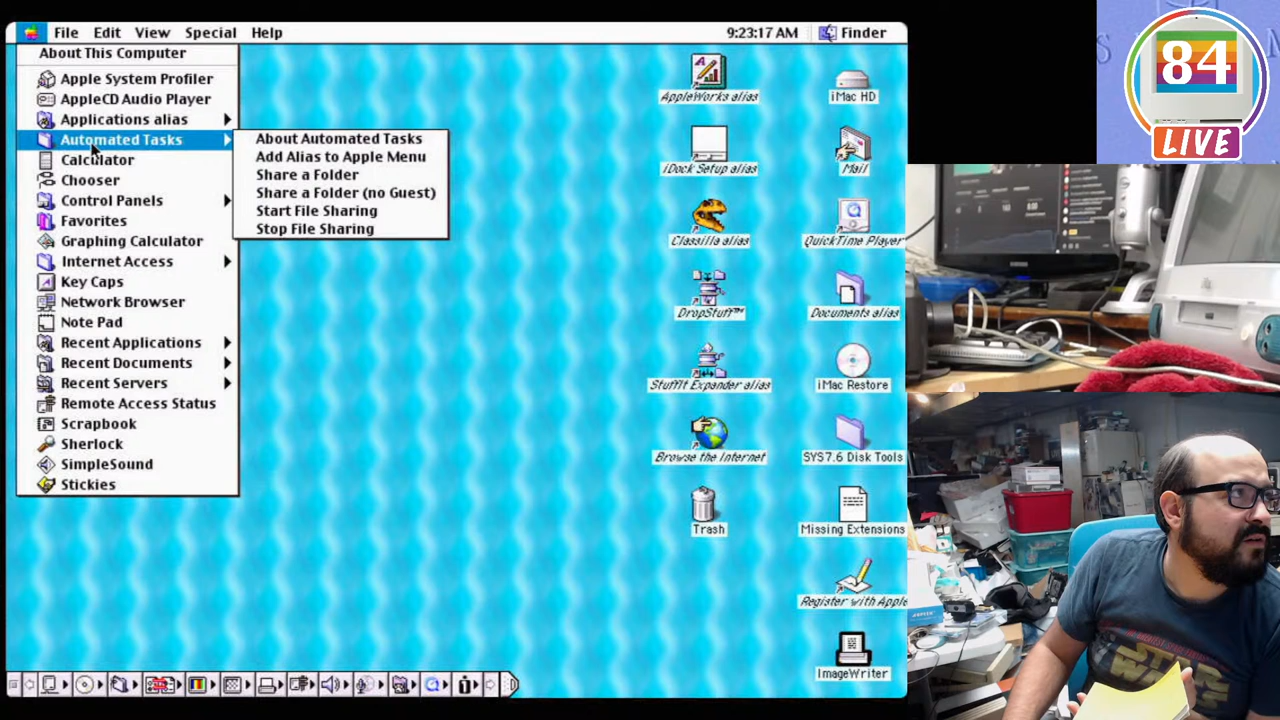 File Edit View Special Help 9:23:17 AM Finder
About This Computer
Apple System Profiler
AppleCD Audio Player
Applications alias
Automated Tasks
Calculator
Chooser
Control Panels
Favorites
Graphing Calculator
Internet Access
Key Caps
Network Browser
Note Pad
Recent Applications
Recent Documents
Recent Servers
Remote Access Status
Scrapbook
Sherlock
SimpleSound
Stickies
About Automated Tasks
Add Alias to Apple Menu
Share a Folder
Share a Folder (no Guest)
Start File Sharing
Stop File Sharing
AppleWorks alias
iDock Setup alias
Classilla alias
DropStuff™
StuffIt Expander alias
Browse the Internet
Trash
iMac HD
Mail
QuickTime Player
Documents alias
iMac Restore
SYS7.6 Disk Tools
Missing Extensions
Register with Apple
ImageWriter
84
LIVE
STAR
WARS